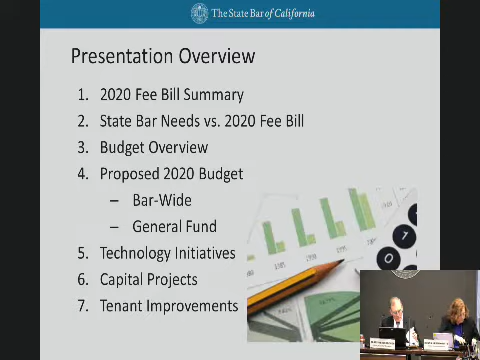 The State Bar of California
Presentation Overview
1. 2020 Fee Bill Summary
2. State Bar Needs vs. 2020 Fee Bill
3. Budget Overview
4. Proposed 2020 Budget
– Bar-Wide
– General Fund
5. Technology Initiatives
6. Capital Projects
7. Tenant Improvements